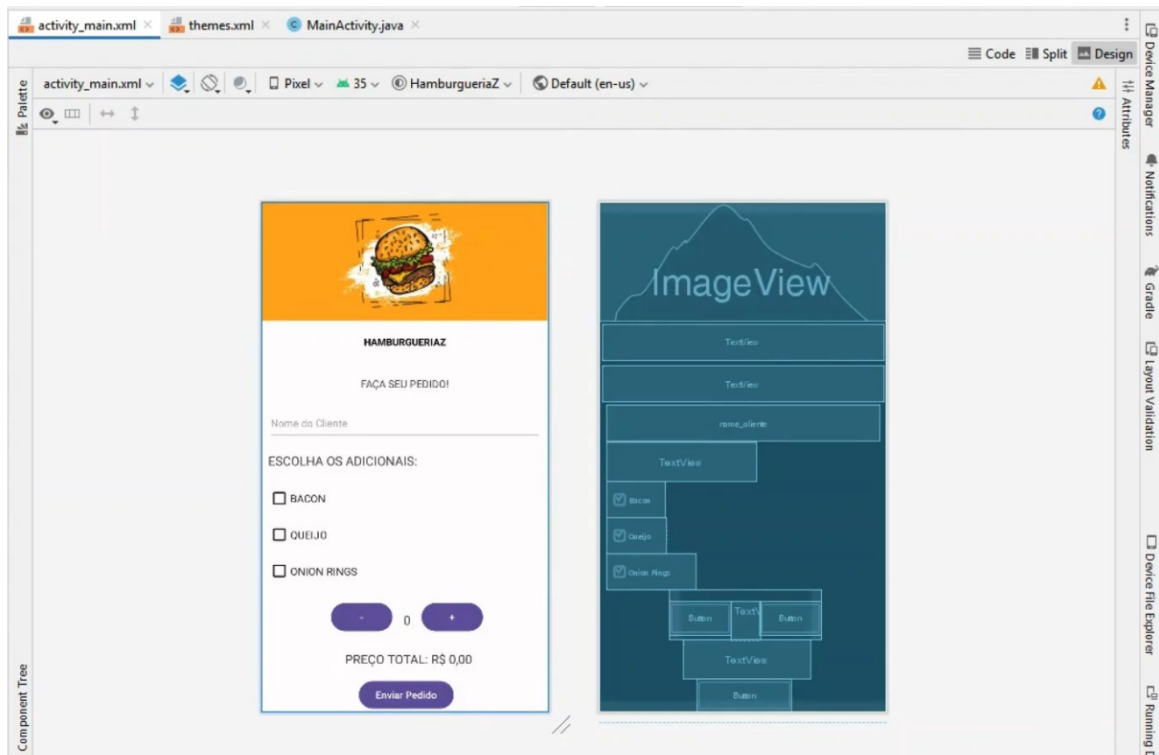 activity_main.xml themes.xml MainActivity.java
Code Split Design
activity_main.xml Pixel 35 HamburgueriaZ Default (en-us)
Palette
Component Tree
HAMBURGUERIAZ
FAÇA SEU PEDIDO!
Nome do Cliente
ESCOLHA OS ADICIONAIS:
BACON
QUEIJO
ONION RINGS
- 0 +
PREÇO TOTAL: R$ 0,00
Enviar Pedido
ImageView
TextView
TextView
nome_cliente
TextView
Bacon
Queijo
Onion Rings
Button TextV Button
TextView
Button
Attributes
Device Manager
Notifications
Gradle
Layout Validation
Device File Explorer
Running D